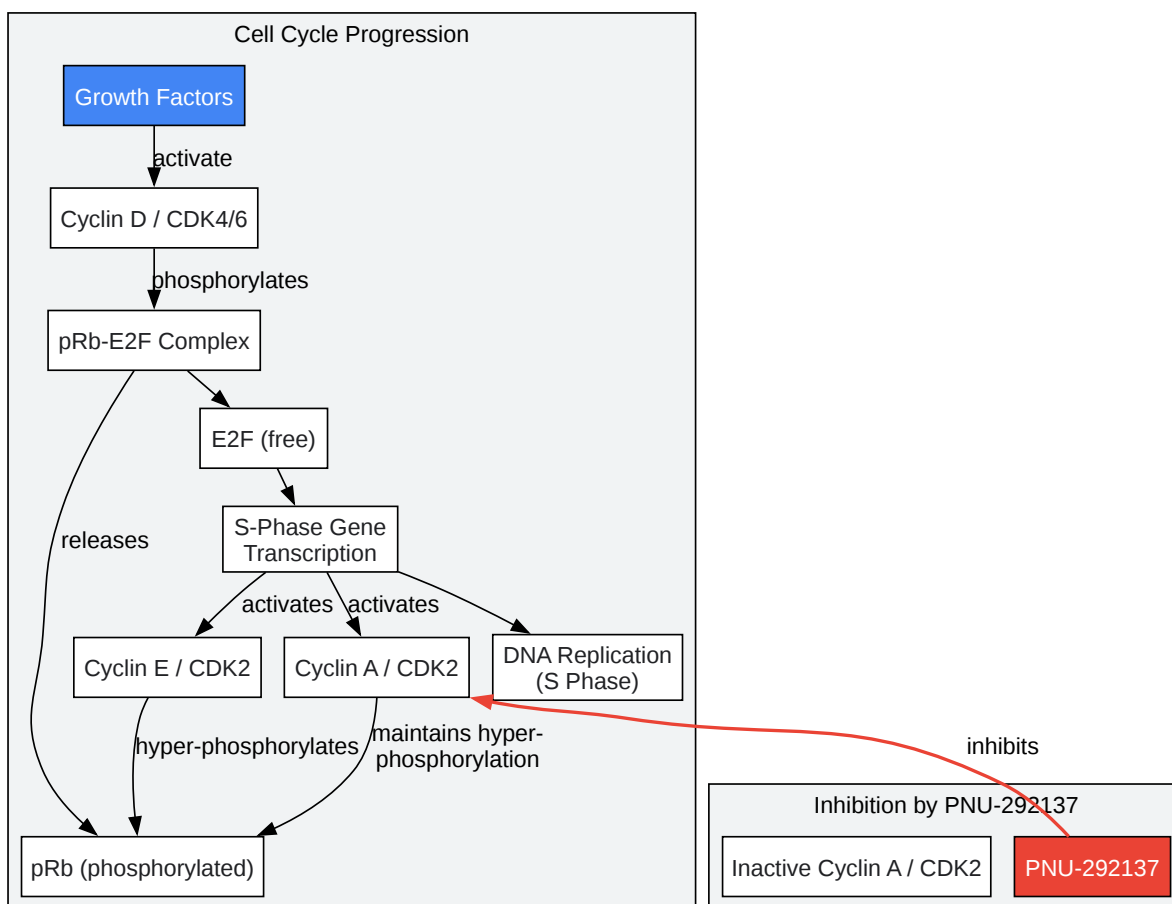 Cell Cycle Progression
Growth Factors
activate
Cyclin D / CDK4/6
phosphorylates
pRb-E2F Complex
E2F (free)
releases
S-Phase Gene
Transcription
activates
activates
Cyclin E / CDK2
Cyclin A / CDK2
DNA Replication
(S Phase)
hyper-phosphorylates
maintains hyper-
phosphorylation
pRb (phosphorylated)
inhibits
Inhibition by PNU-292137
Inactive Cyclin A / CDK2
PNU-292137